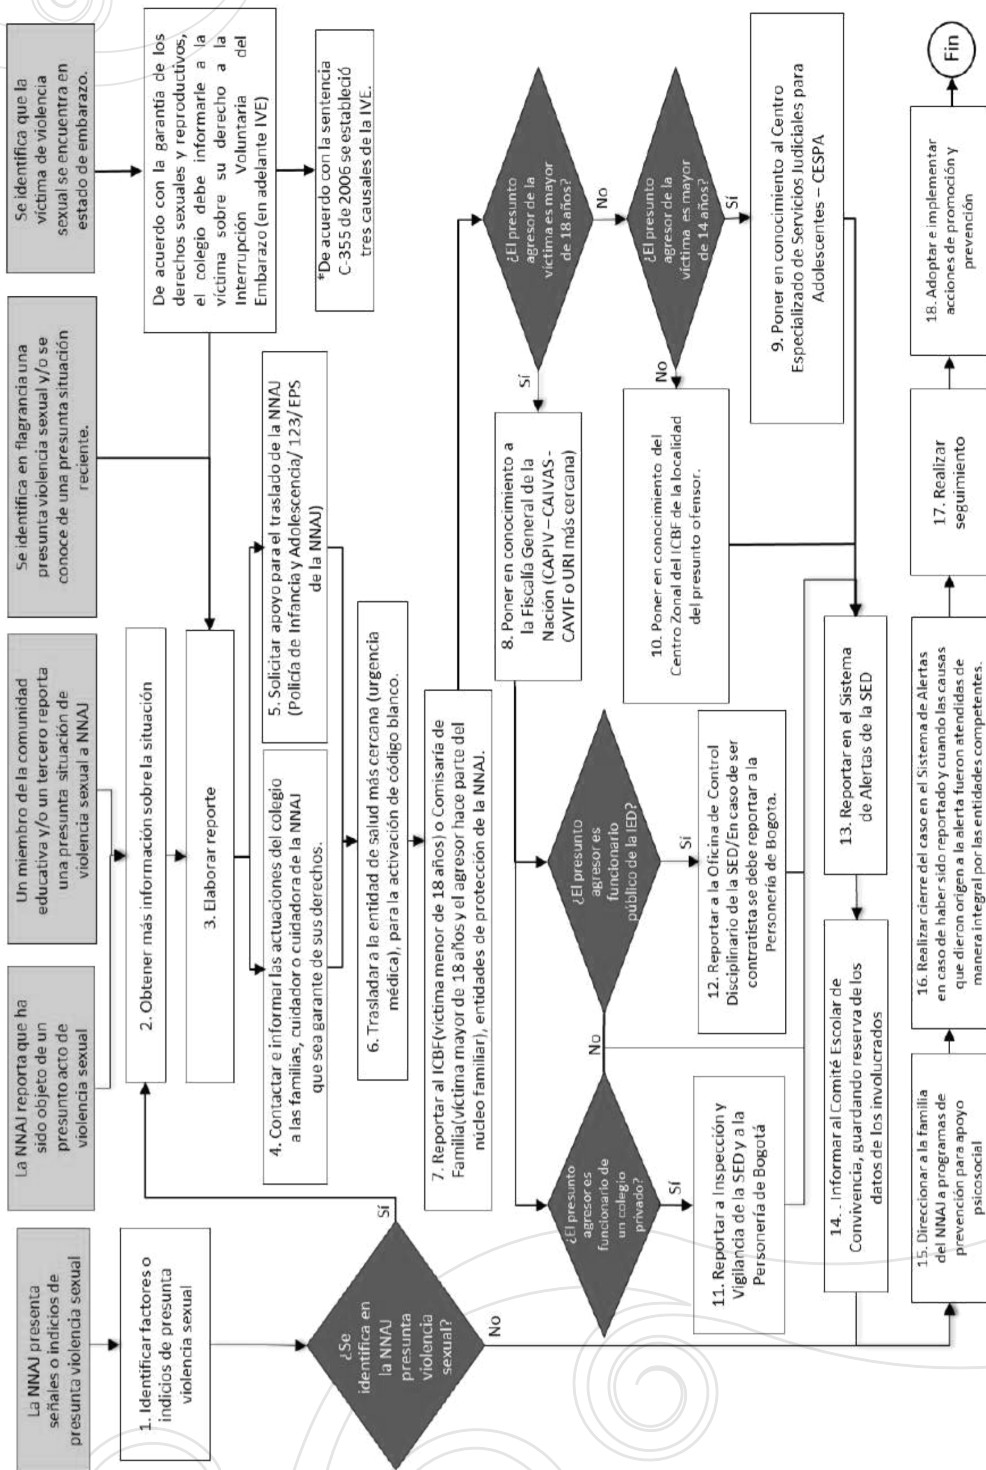 La NNAJ presenta
señales o indicios de
presunta violencia sexual
La NNAJ reporta que ha
sido objeto de un
presunto acto de
violencia sexual
Un miembro de la comunidad
educativa y/o un tercero reporta
una presunta situación de
violencia sexual a NNAJ
Se identifica en flagrancia una
presunta violencia sexual y/o se
conoce de una presunta situación
reciente.
Se identifica que la
víctima de violencia
sexual se encuentra en
estado de embarazo.
1. Identificar factores o
indicios de presunta
violencia sexual
2. Obtener más información sobre la situación
De acuerdo con la garantía de los
derechos sexuales y reproductivos,
el colegio debe informarle a la
víctima sobre su derecho a la
Interrupción Voluntaria del
Embarazo (en adelante IVE)
*De acuerdo con la sentencia
C-355 de 2006 se estableció
tres causales de la IVE.
3. Elaborar reporte
¿Se
identifica en
la NNAJ
presunta
violencia
sexual?
Sí
No
4. Contactar e informar las actuaciones del colegio
a las familias, cuidador o cuidadora de la NNAJ
que sea garante de sus derechos.
5. Solicitar apoyo para el traslado de la NNAJ
(Policía de Infancia y Adolescencia/ 123/ EPS
de la NNAJ)
6. Trasladar a la entidad de salud más cercana (urgencia
médica), para la activación de código blanco.
7. Reportar al ICBF(víctima menor de 18 años) o Comisaría de
Familia(víctima mayor de 18 años y el agresor hace parte del
núcleo familiar), entidades de protección de la NNAJ.
¿El presunto
agresor de la
víctima es mayor
de 18 años?
Sí
No
8. Poner en conocimiento a
la Fiscalía General de la
Nación (CAPIV – CAIVAS -
CAVIF o URI más cercana)
¿El presunto
agresor de la
víctima es mayor
de 14 años?
No
Sí
¿El presunto
agresor es
funcionario de
un colegio
privado?
No
Sí
¿El presunto
agresor es
funcionario
público de la IED?
Sí
10. Poner en conocimiento del
Centro Zonal del ICBF de la localidad
del presunto ofensor.
9. Poner en conocimiento al Centro
Especializado de Servicios Judiciales para
Adolescentes – CESPA
11. Reportar a Inspección y
Vigilancia de la SED y a la
Personería de Bogotá
12. Reportar a la Oficina de Control
Disciplinario de la SED/En caso de ser
contratista se debe reportar a la
Personería de Bogota.
13. Reportar en el Sistema
de Alertas de la SED
14. . Informar al Comité Escolar de
Convivencia, guardando reserva de los
datos de los involucrados
15. Direccionar a la familia
del NNAJ a programas de
prevención para apoyo
psicosocial
16. Realizar cierre del caso en el Sistema de Alertas
en caso de haber sido reportado y cuando las causas
que dieron origen a la alerta fueron atendidas de
manera integral por las entidades competentes.
17. Realizar
seguimiento
18. Adoptar e implementar
acciones de promoción y
prevención
Fin